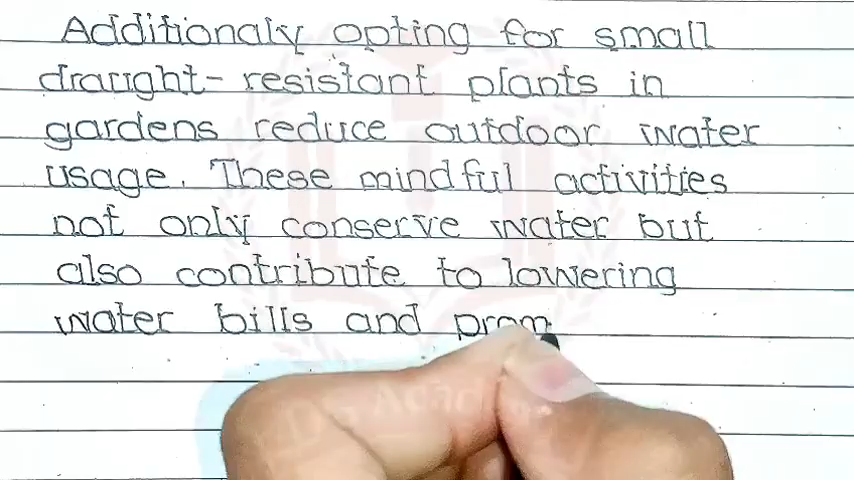 Additionaly opting for small
draught-resistant plants in
gardens reduce outdoor water
usage. These mindful activities
not only conserve water but
also contribute to lowering
water bills and prom